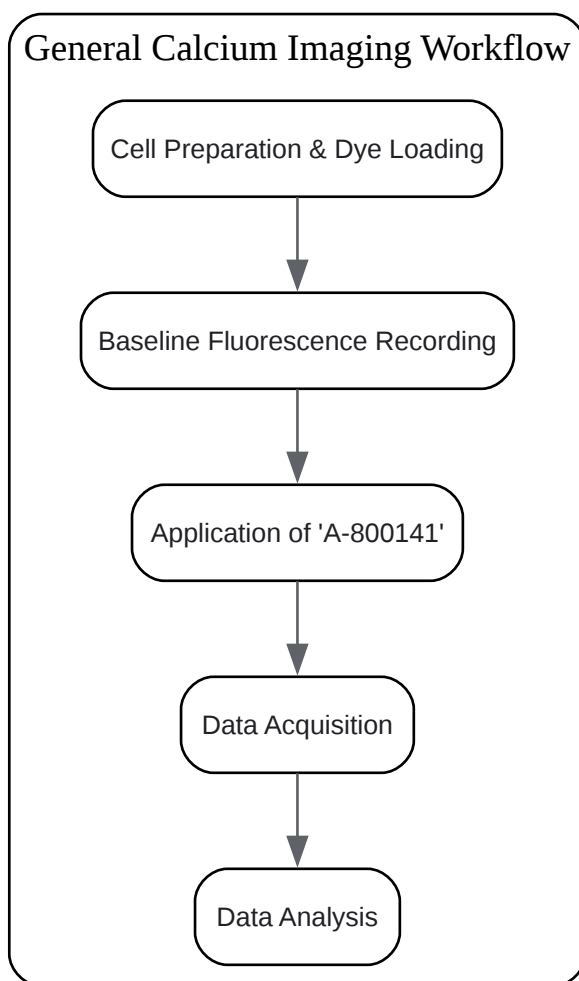 General Calcium Imaging Workflow
Cell Preparation & Dye Loading
Baseline Fluorescence Recording
Application of 'A-800141'
Data Acquisition
Data Analysis